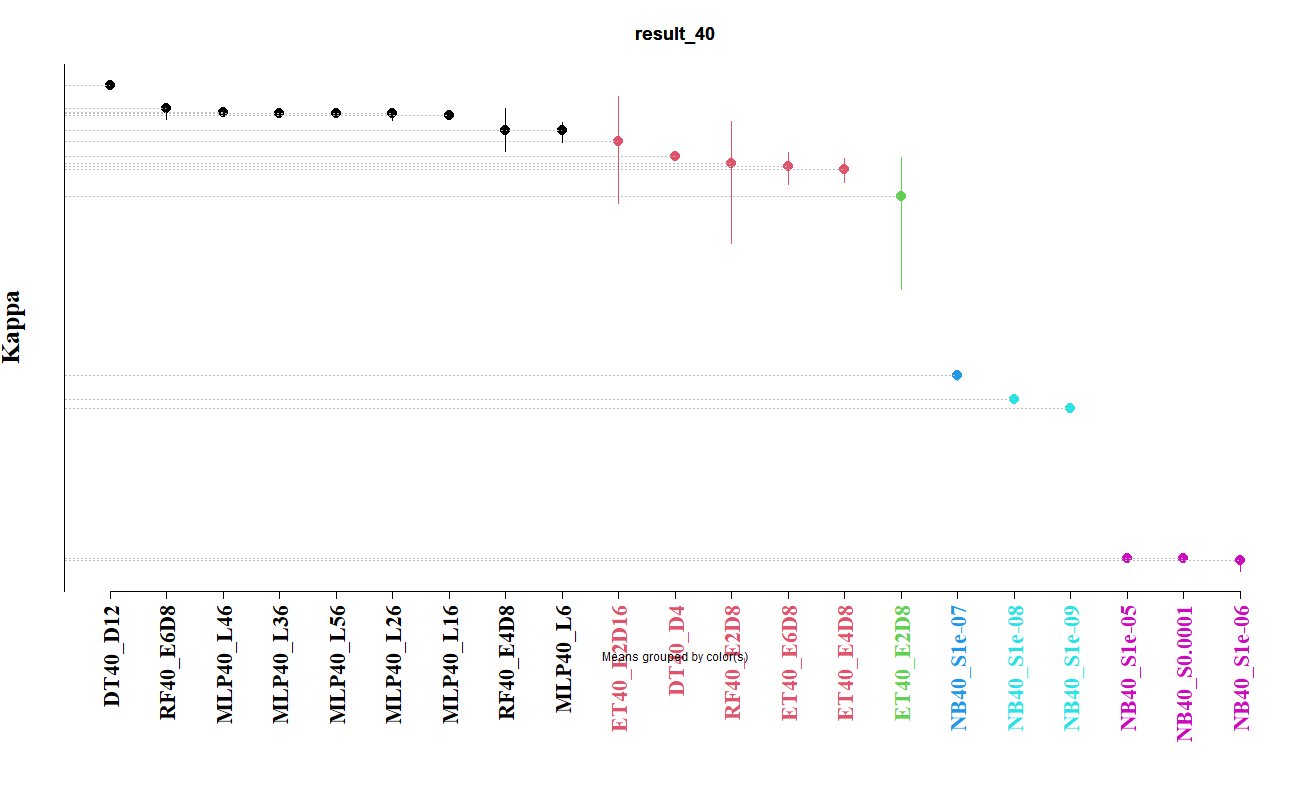 result_40
Kappa
DT40_D12
RF40_E6D8
MLP40_L46
MLP40_L36
MLP40_L56
MLP40_L26
MLP40_L16
RF40_E4D8
MLP40_L6
ET40_E2D16
DT40_D4
RF40_E2D8
ET40_E6D8
ET40_E4D8
ET40_E2D8
NB40_S1e-07
NB40_S1e-08
NB40_S1e-09
NB40_S1e-05
NB40_S0.0001
NB40_S1e-06
Means grouped by color(s)